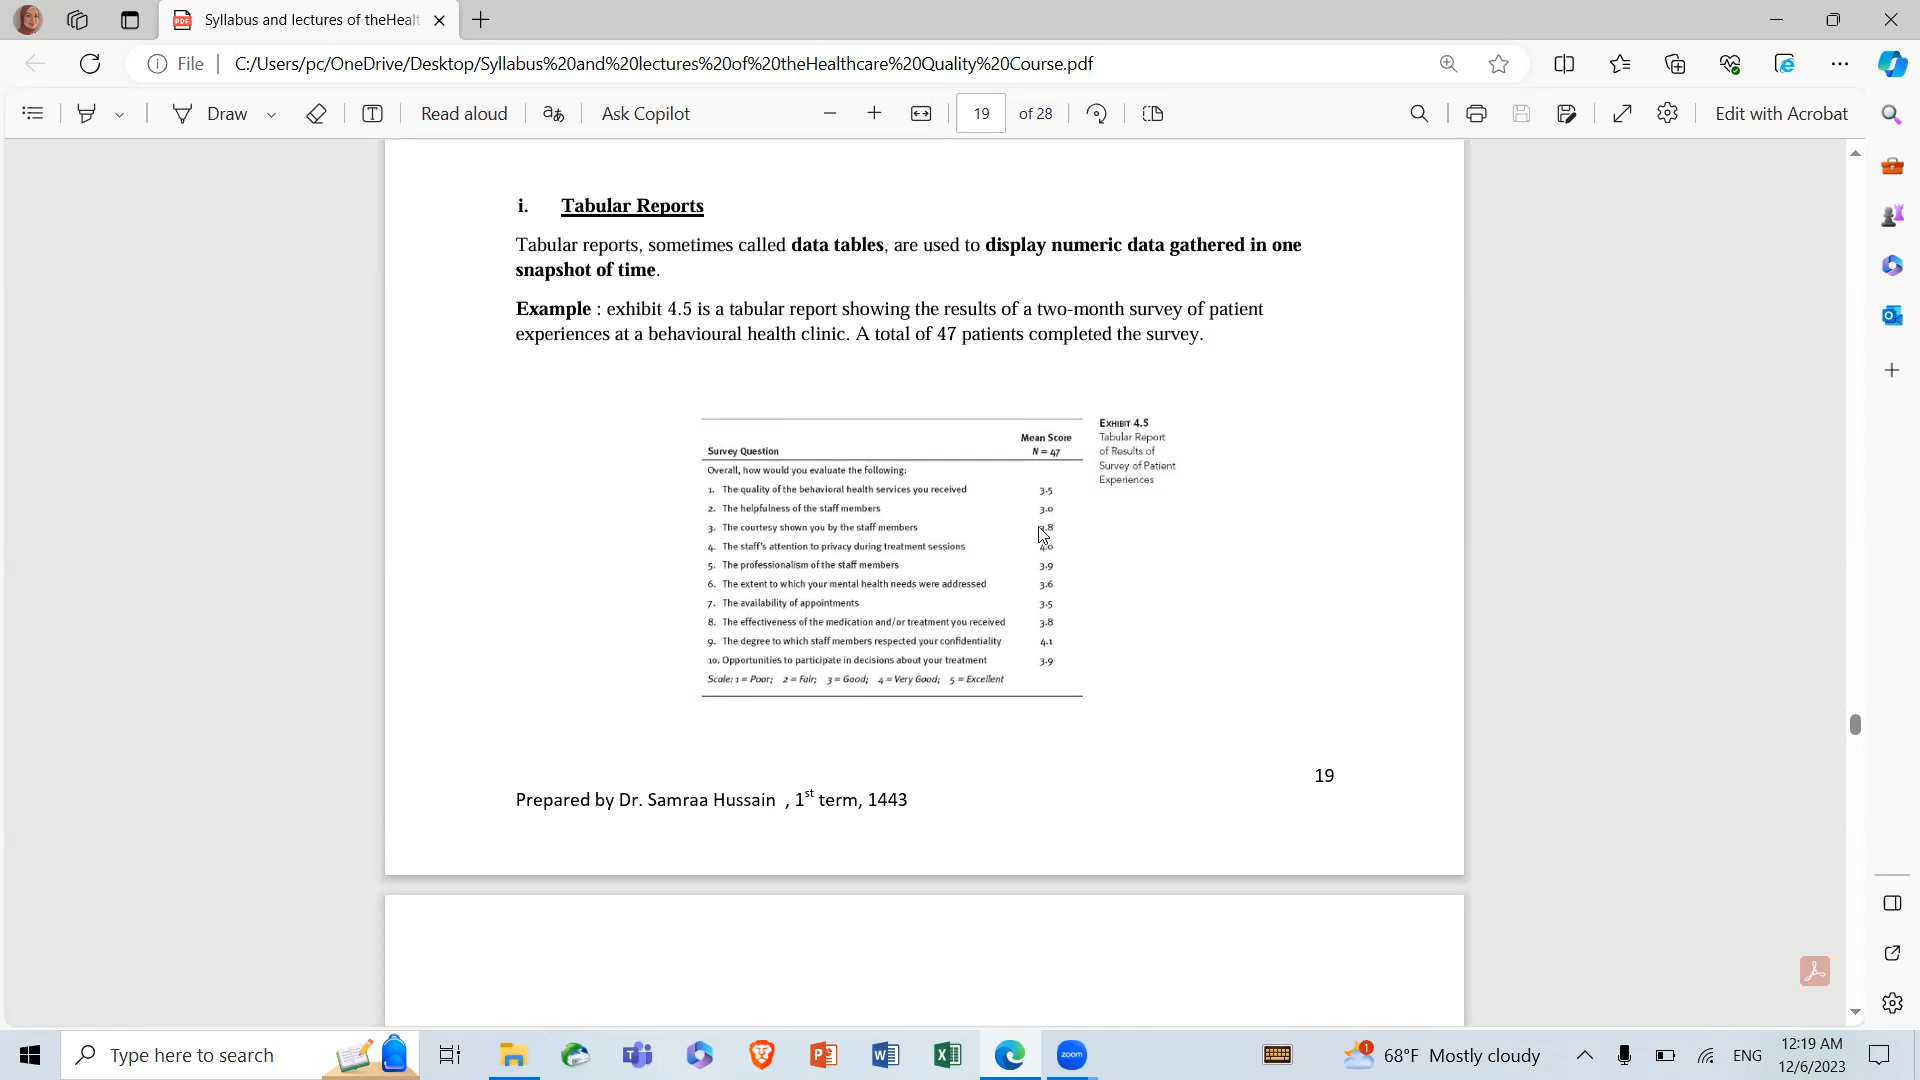 Syllabus and lectures of theHealt
File
C:/Users/pc/OneDrive/Desktop/Syllabus%20and%20lectures%20of%20theHealthcare%20Quality%20Course.pdf
Draw
Read aloud
aあ
Ask Copilot
19 of 28
Edit with Acrobat
i. Tabular Reports
Tabular reports, sometimes called data tables, are used to display numeric data gathered in one
snapshot of time.
Example : exhibit 4.5 is a tabular report showing the results of a two-month survey of patient
experiences at a behavioural health clinic. A total of 47 patients completed the survey.
Mean Score
Survey Question N = 47
Overall, how would you evaluate the following:
1. The quality of the behavioral health services you received 3.5
2. The helpfulness of the staff members 3.0
3. The courtesy shown you by the staff members
4. The staff's attention to privacy during treatment sessions 4.0
5. The professionalism of the staff members 3.9
6. The extent to which your mental health needs were addressed 3.6
7. The availability of appointments 3.5
8. The effectiveness of the medication and/or treatment you received 3.8
9. The degree to which staff members respected your confidentiality 4.1
10. Opportunities to participate in decisions about your treatment 3.9
Scale: 1 = Poor; 2 = Fair; 3 = Good; 4 = Very Good; 5 = Excellent
EXHIBIT 4.5
Tabular Report
of Results of
Survey of Patient
Experiences
19
Prepared by Dr. Samraa Hussain , 1st term, 1443
Type here to search
zoom
1
68°F Mostly cloudy
ENG
12:19 AM
12/6/2023